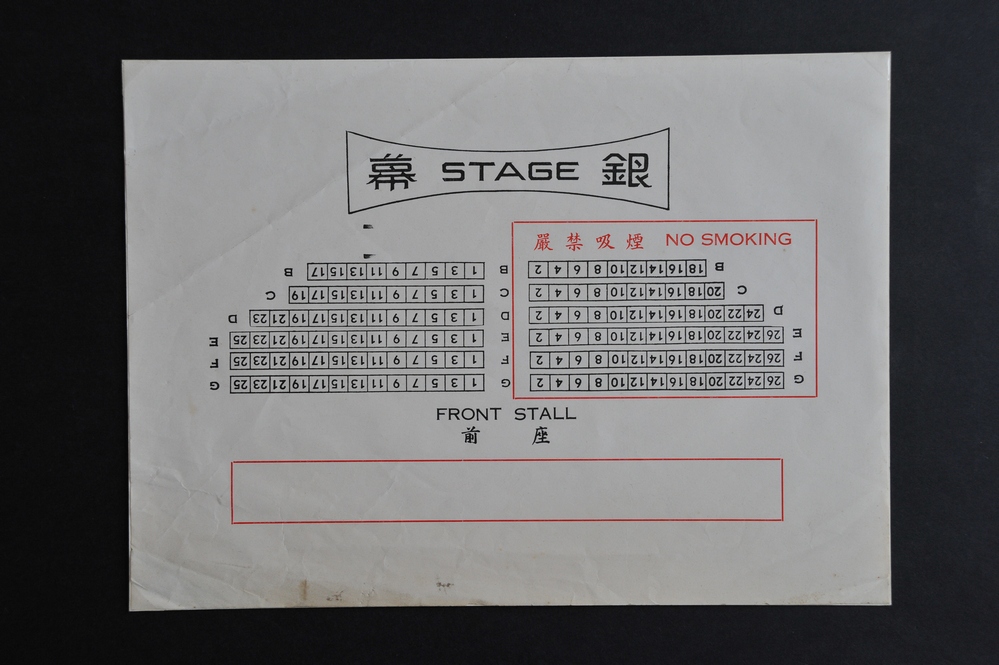 幕 STAGE 銀
嚴禁吸煙 NO SMOKING
B 17 15 13 11 9 7 5 3 1 B 2 4 6 8 10 12 14 16 18 B
C 19 17 15 13 11 9 7 5 3 1 C 2 4 6 8 10 12 14 16 18 20 C
D 23 21 19 17 15 13 11 9 7 5 3 1 D 2 4 6 8 10 12 14 16 18 20 22 24 D
E 25 23 21 19 17 15 13 11 9 7 5 3 1 E 2 4 6 8 10 12 14 16 18 20 22 24 26 E
F 25 23 21 19 17 15 13 11 9 7 5 3 1 F 2 4 6 8 10 12 14 16 18 20 22 24 26 F
G 25 23 21 19 17 15 13 11 9 7 5 3 1 G 2 4 6 8 10 12 14 16 18 20 22 24 26 G
FRONT STALL
前 座